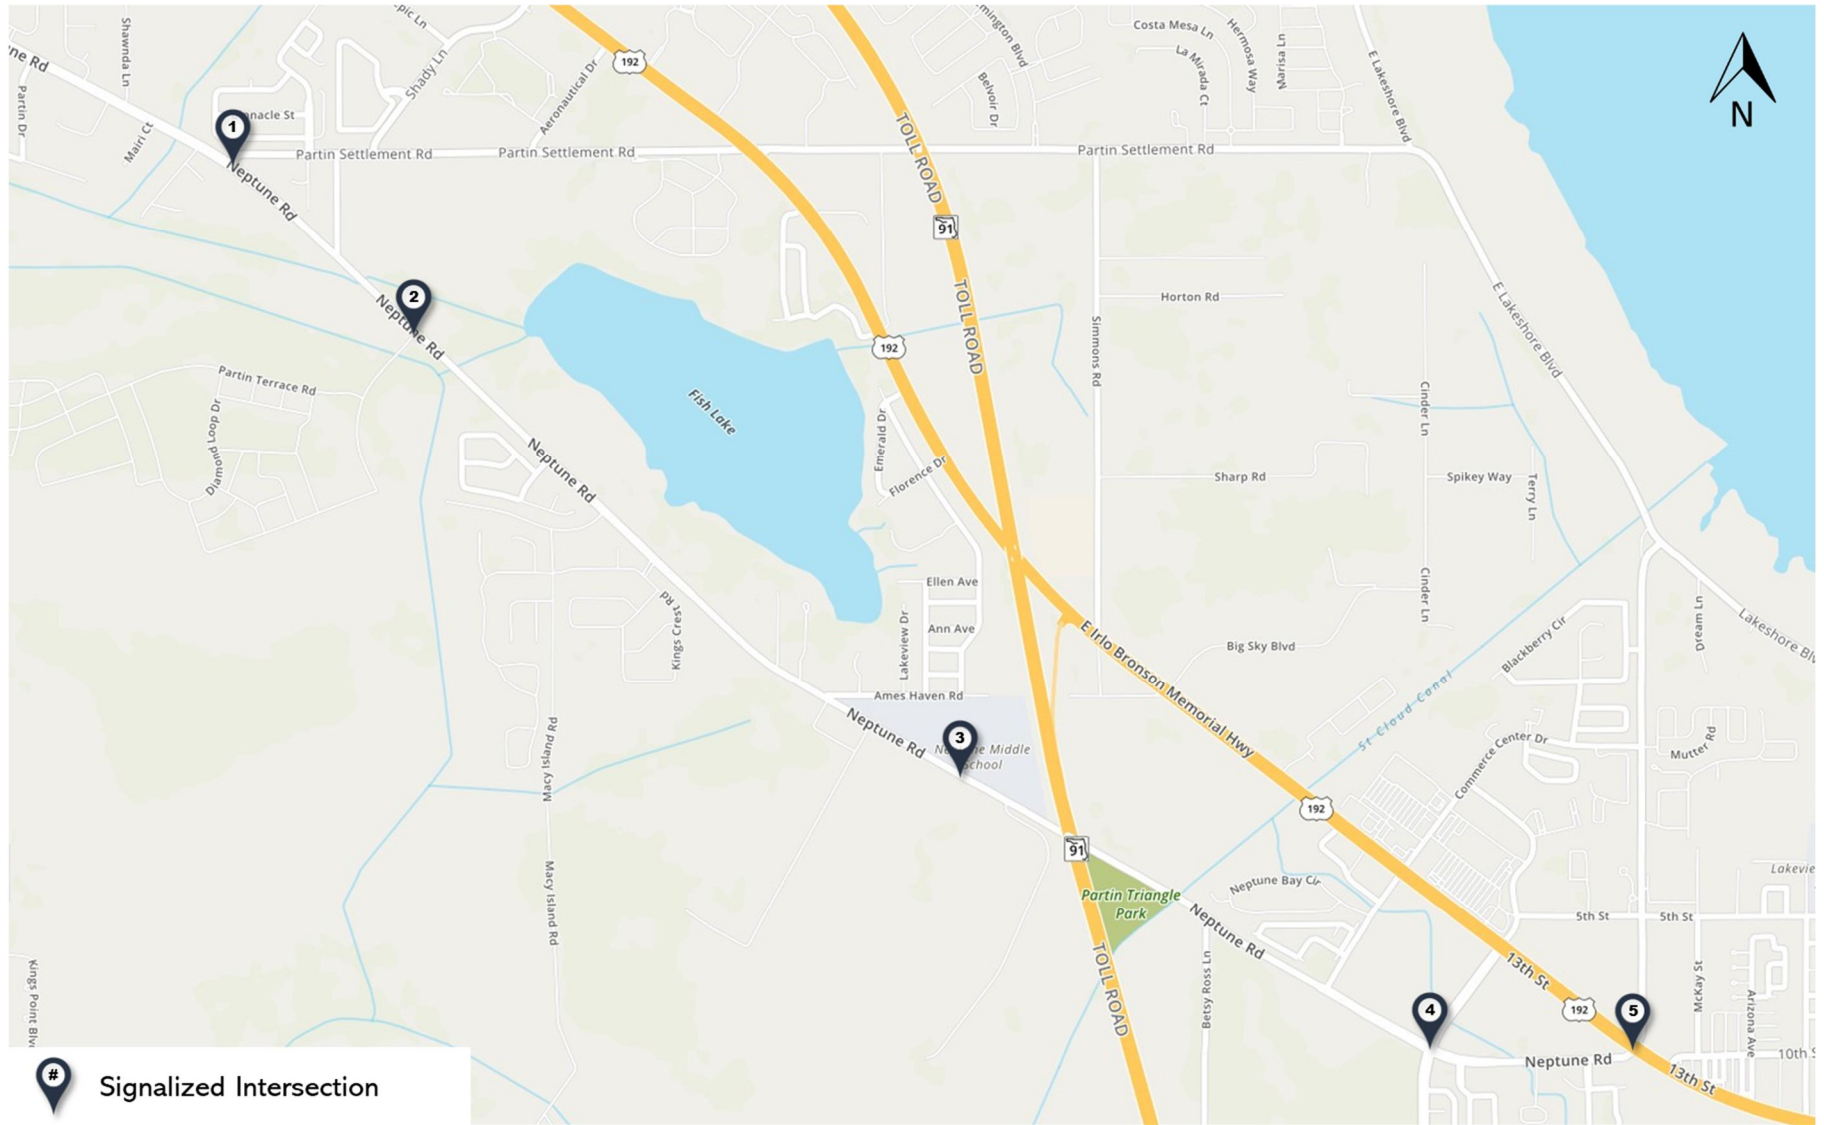 ne Rd
Shawnda Ln
pic Ln
Shady Ln
192
Aeronautical Dr
mington Blvd
Belvoir Dr
Costa Mesa Ln
La Mirada Ct
Hermosa Way
Marisa Ln
E Lakeshore Blvd
N
Partin Dr
Mairi Ct
1
nnacle St
Partin Settlement Rd
Partin Settlement Rd
TOLL ROAD
Partin Settlement Rd
Neptune Rd
91
2
Neptune Rd
TOLL ROAD
Horton Rd
Simmons Rd
E Lakeshore Blvd
192
Partin Terrace Rd
Diamond Loop Dr
Fish Lake
Emerald Dr
Florence Dr
Cinder Ln
Neptune Rd
Sharp Rd
Spikey Way
Terry Ln
Kings Crest Rd
Ellen Ave
Ann Ave
Lakeview Dr
Ames Haven Rd
E Irlo Bronson Memorial Hwy
Big Sky Blvd
Cinder Ln
Blackberry Cir
Dream Ln
Lakeshore Blv
Macy Island Rd
Neptune Rd
3
Ne
ne Middle
School
St Cloud Canal
Commerce Center Dr
Mutter Rd
192
91
Macy Island Rd
Partin Triangle
Park
Neptune Bay Cir
Lakevie
Neptune Rd
5th St
5th St
Kings Point Blv
TOLL ROAD
Betsy Ross Ln
13th St
McKay St
Arizona Ave
4
192
5
Neptune Rd
10th S
13th St
#
Signalized Intersection